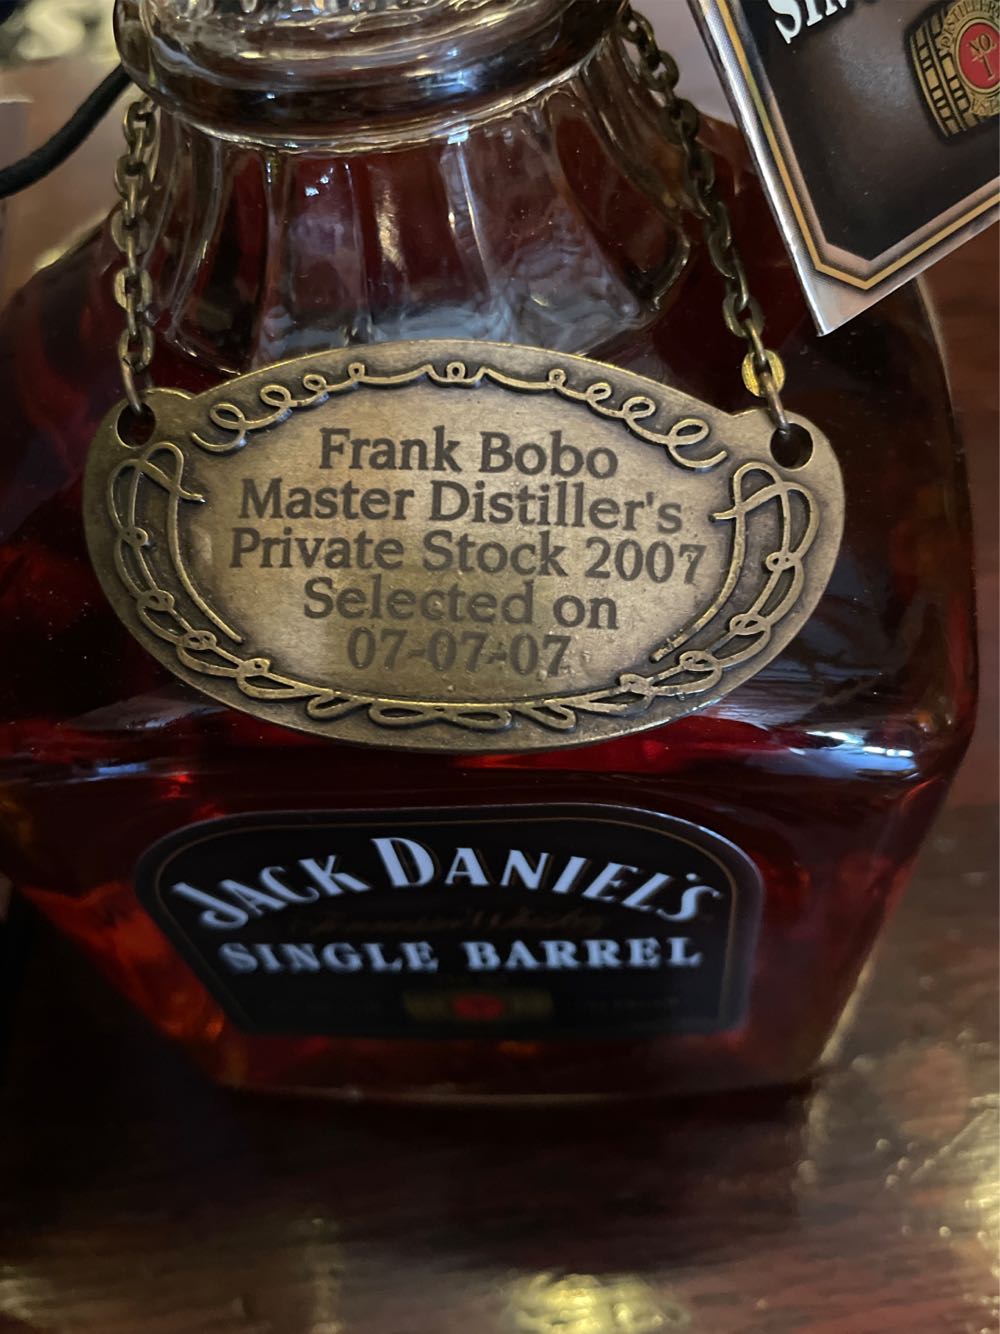 Frank Bobo
Master Distiller's
Private Stock 2007
Selected on
07-07-07
JACK DANIEL'S
SINGLE BARREL